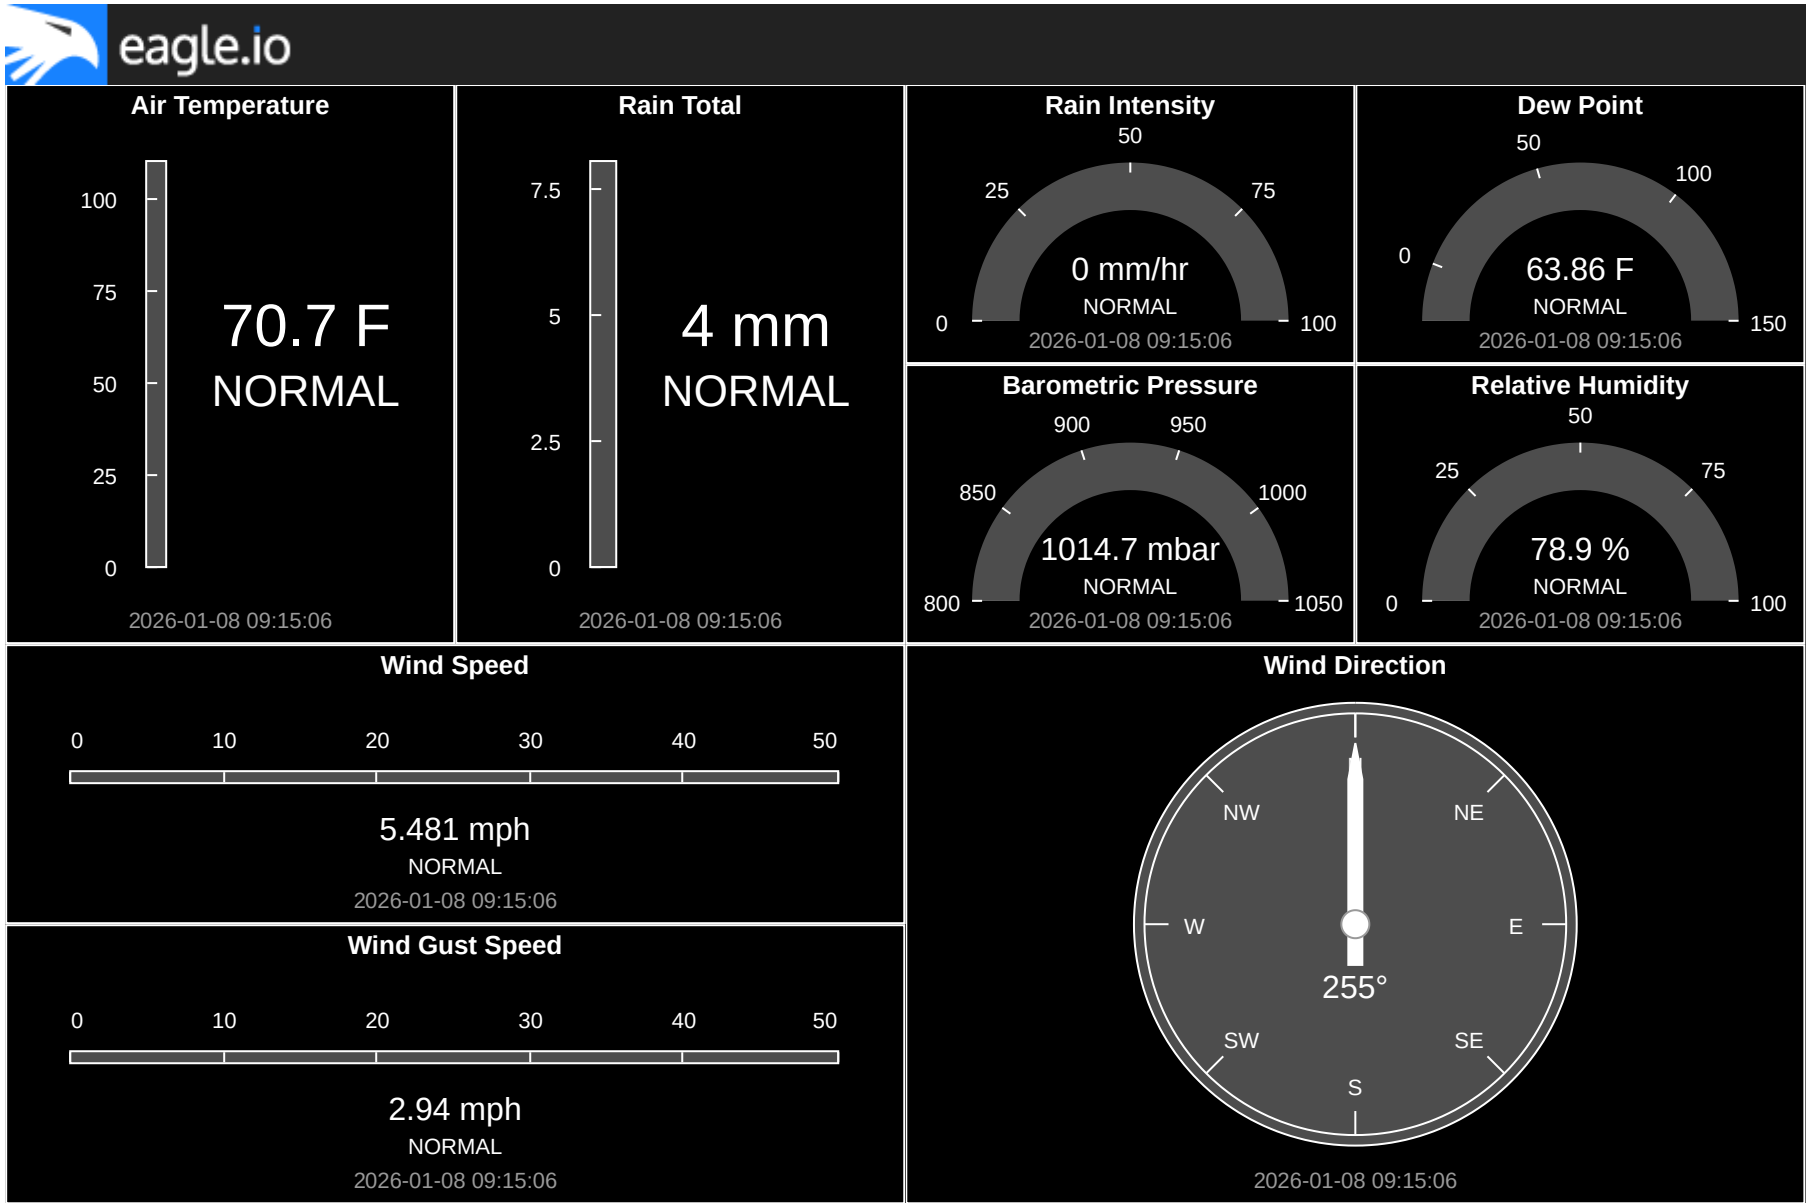 eagle.io
Air Temperature
100
75
50
25
0
70.7 F
NORMAL
2026-01-08 09:15:06
Rain Total
7.5
5
2.5
0
4 mm
NORMAL
2026-01-08 09:15:06
Rain Intensity
50
25
75
0
100
0 mm/hr
NORMAL
2026-01-08 09:15:06
Dew Point
50
100
0
150
63.86 F
NORMAL
2026-01-08 09:15:06
Barometric Pressure
900
950
850
1000
800
1050
1014.7 mbar
NORMAL
2026-01-08 09:15:06
Relative Humidity
50
25
75
0
100
78.9 %
NORMAL
2026-01-08 09:15:06
Wind Speed
0 10 20 30 40 50
5.481 mph
NORMAL
2026-01-08 09:15:06
Wind Gust Speed
0 10 20 30 40 50
2.94 mph
NORMAL
2026-01-08 09:15:06
Wind Direction
NW
NE
W
E
255°
SW
SE
S
2026-01-08 09:15:06